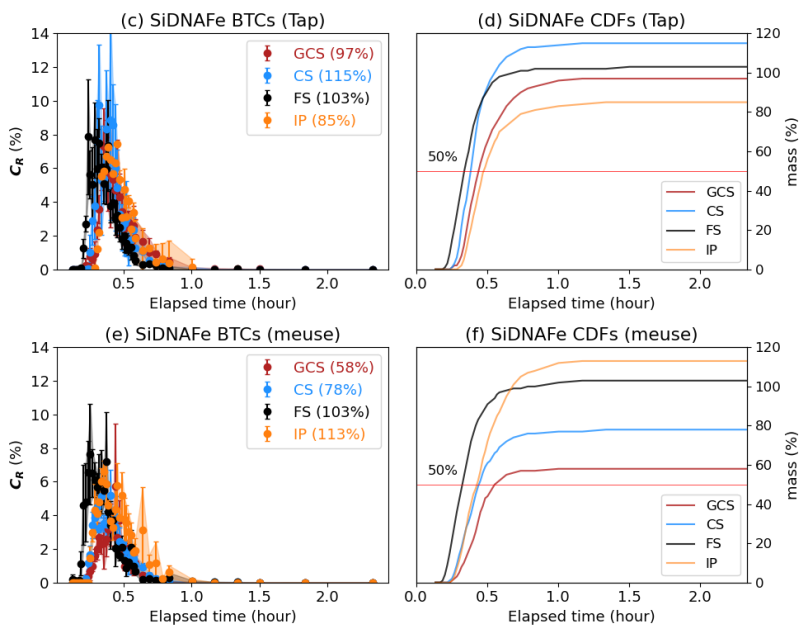 (c) SiDNAFe BTCs (Tap)
14
12
10
8
6
4
2
0
C_R (%)
GCS (97%)
CS (115%)
FS (103%)
IP (85%)
0.5
1.0
1.5
2.0
Elapsed time (hour)
(d) SiDNAFe CDFs (Tap)
120
100
80
60
40
20
0
mass (%)
50%
GCS
CS
FS
IP
0.0
0.5
1.0
1.5
2.0
Elapsed time (hour)
(e) SiDNAFe BTCs (meuse)
14
12
10
8
6
4
2
0
C_R (%)
GCS (58%)
CS (78%)
FS (103%)
IP (113%)
0.5
1.0
1.5
2.0
Elapsed time (hour)
(f) SiDNAFe CDFs (meuse)
120
100
80
60
40
20
0
mass (%)
50%
GCS
CS
FS
IP
0.0
0.5
1.0
1.5
2.0
Elapsed time (hour)